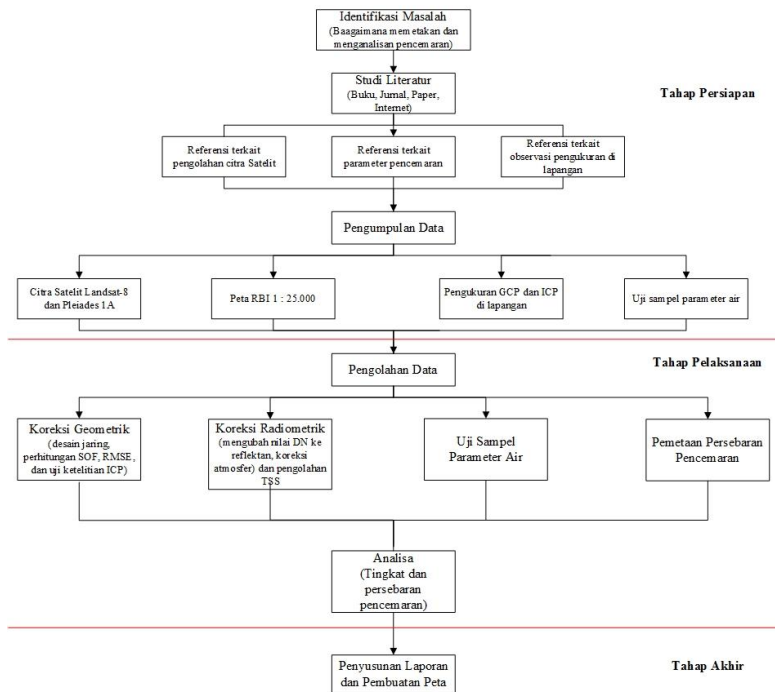 Identifikasi Masalah
(Baagaimana memetakan dan
menganalisan pencemaran)
Studi Literatur
(Buku, Jurnal, Paper,
Internet)
Tahap Persiapan
Referensi terkait
pengolahan citra Satelit
Referensi terkait
parameter pencemaran
Referensi terkait
observasi pengukuran di
lapangan
Pengumpulan Data
Citra Satelit Landsat-8
dan Pleiades 1A
Peta RBI 1 : 25.000
Pengukuran GCP dan ICP
di lapangan
Uji sampel parameter air
Tahap Pelaksanaan
Pengolahan Data
Koreksi Geometrik
(desain jaring,
perhitungan SOF, RMSE,
dan uji ketelitian ICP)
Koreksi Radiometrik
(mengubah nilai DN ke
reflektan, koreksi
atmosfer) dan pengolahan
TSS
Uji Sampel
Parameter Air
Pemetaan Persebaran
Pencemaran
Analisa
(Tingkat dan
persebaran
pencemaran)
Penyusunan Laporan
dan Pembuatan Peta
Tahap Akhir